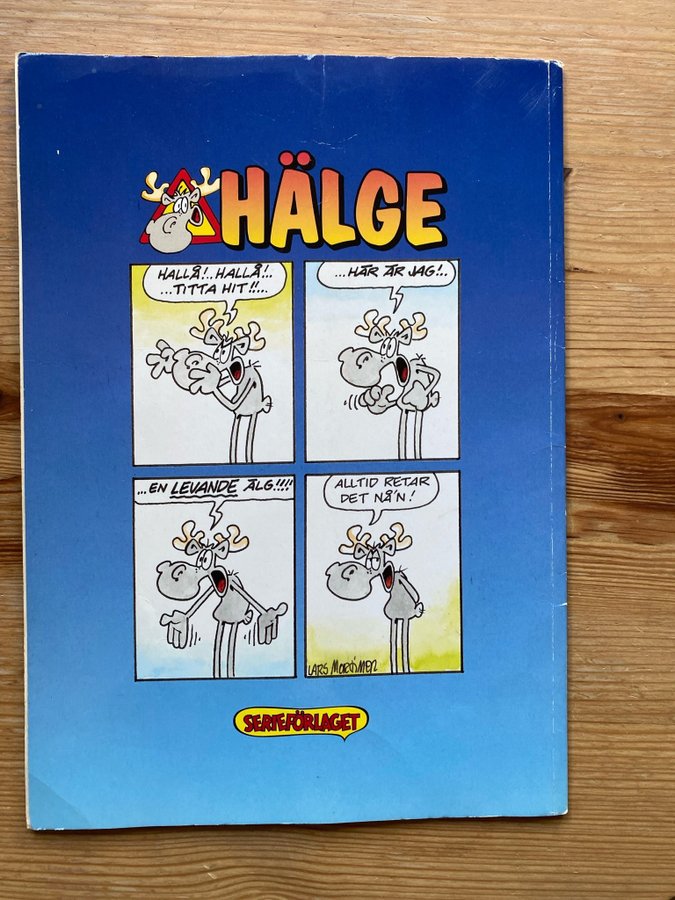 HÄLGE
HALLÅ!..HALLÅ!..
...TITTA HIT!!...
...HÄR ÄR JAG!..
...EN LEVANDE ÄLG.!!!!
ALLTID RETAR
DET NÅ'N!
LARS MORTIMER
SERIEFÖRLAGET